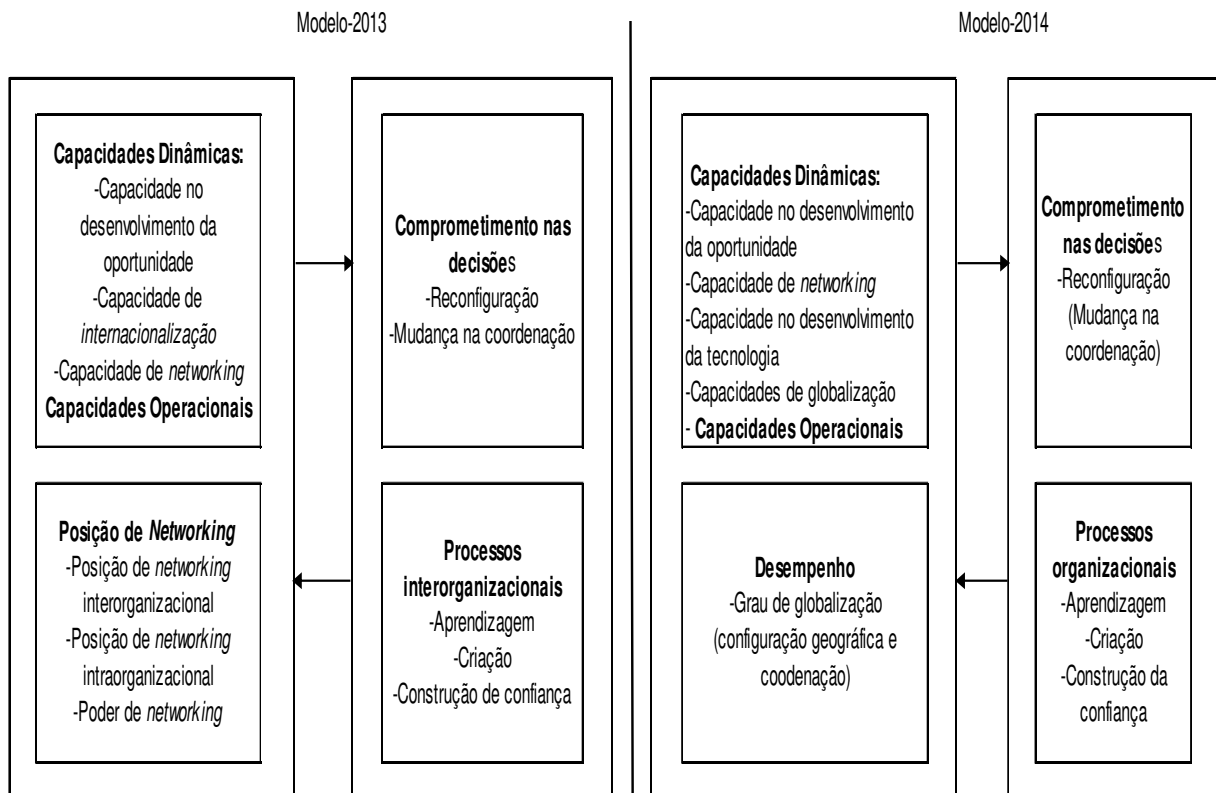 Modelo-2013
Capacidades Dinâmicas:
-Capacidade no
desenvolvimento da
oportunidade
-Capacidade de
internacionalização
-Capacidade de networking
Capacidades Operacionais
Comprometimento nas
decisões
-Reconfiguração
-Mudança na coordenação
Posição de Networking
-Posição de networking
interorganizacional
-Posição de networking
intraorganizacional
-Poder de networking
Processos
interorganizacionais
-Aprendizagem
-Criação
-Construção de confiança
Modelo-2014
Capacidades Dinâmicas:
-Capacidade no desenvolvimento
da oportunidade
-Capacidade de networking
-Capacidade no desenvolvimento
da tecnologia
-Capacidades de globalização
- Capacidades Operacionais
Comprometimento
nas decisões
-Reconfiguração
(Mudança na
coordenação)
Desempenho
-Grau de globalização
(configuração geográfica e
coodenação)
Processos
organizacionais
-Aprendizagem
-Criação
-Construção da
confiança